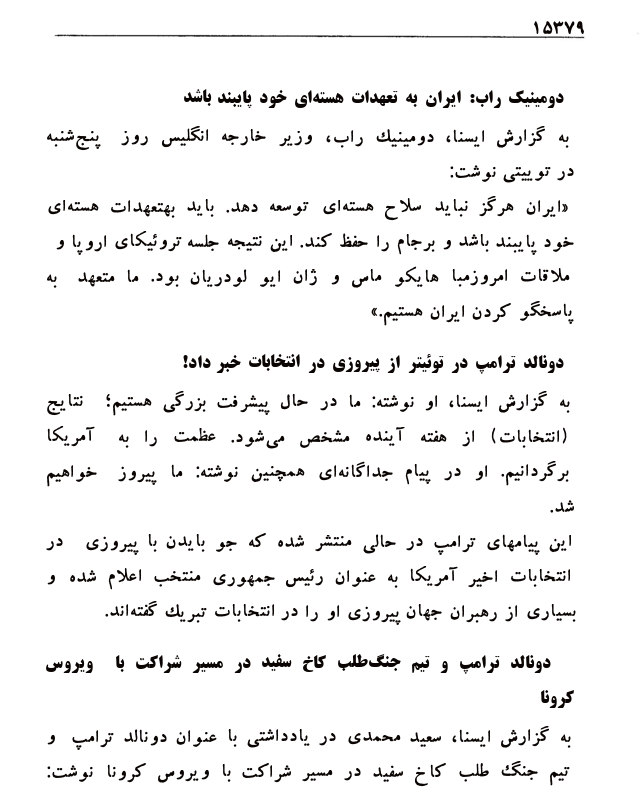 ۱۵۳۷۹
دومینیک راب: ایران به تعهدات هسته‌ای خود پایبند باشد
به گزارش ایسنا، دومینیك راب، وزیر خارجه انگلیس روز پنج‌شنبه
در توییتی نوشت:
«ایران هرگز نباید سلاح هسته‌ای توسعه دهد. باید بهتعهدات هسته‌ای
خود پایبند باشد و برجام را حفظ کند. این نتیجه جلسه تروئیکای اروپا و
ملاقات امروزمبا هایکو ماس و ژان ایو لودریان بود. ما متعهد به
پاسخگو کردن ایران هستیم.»
دونالد ترامپ در توئیتر از پیروزی در انتخابات خبر داد!
به گزارش ایسنا، او نوشته: ما در حال پیشرفت بزرگی هستیم؛ نتایج
(انتخابات) از هفته آینده مشخص می‌شود. عظمت را به آمریکا
برگردانیم. او در پیام جداگانه‌ای همچنین نوشته: ما پیروز خواهیم
شد.
این پیامهای ترامپ در حالی منتشر شده که جو بایدن با پیروزی در
انتخابات اخیر آمریکا به عنوان رئیس جمهوری منتخب اعلام شده و
بسیاری از رهبران جهان پیروزی او را در انتخابات تبریك گفته‌اند.
دونالد ترامپ و تیم جنگ‌طلب کاخ سفید در مسیر شراکت با ویروس
کرونا
به گزارش ایسنا، سعید محمدی در یادداشتی با عنوان دونالد ترامپ و
تیم جنگ طلب کاخ سفید در مسیر شراکت با ویروس کرونا نوشت: